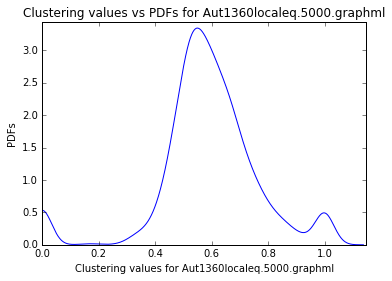 Clustering values vs PDFs for Aut1360localeq.5000.graphml
3.0
2.5
2.0
1.5
1.0
0.5
0.0
PDFs
0.0 0.2 0.4 0.6 0.8 1.0
Clustering values for Aut1360localeq.5000.graphml